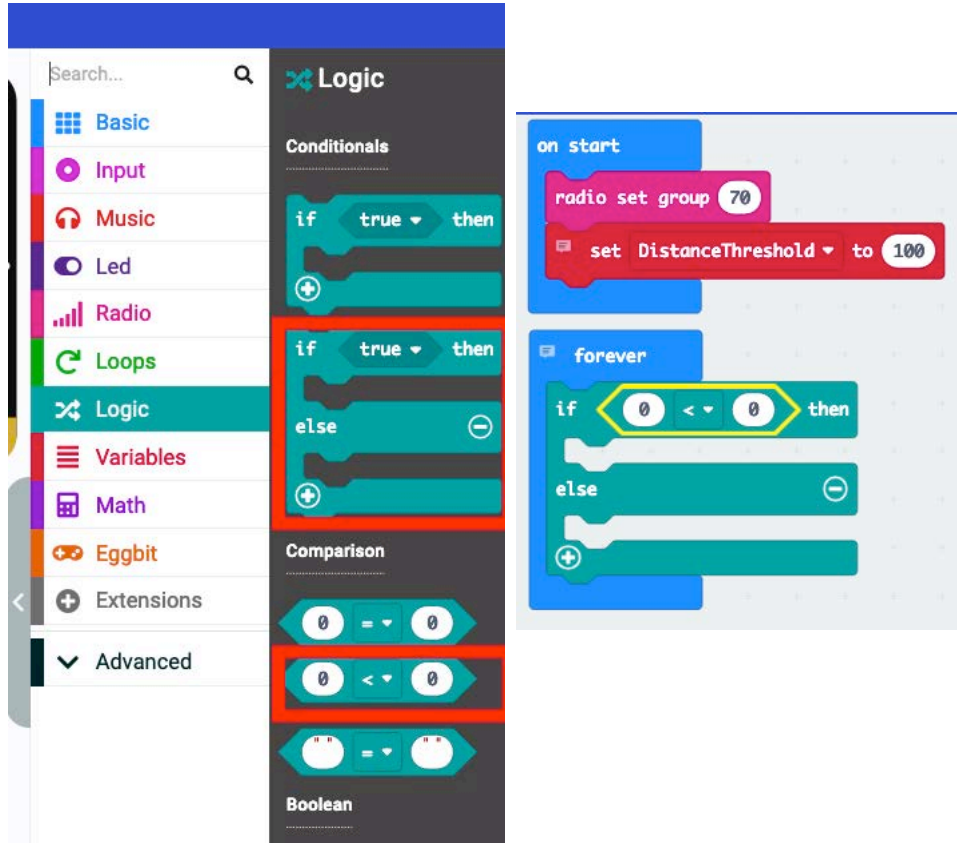 Search...
Basic
Input
Music
Led
Radio
Loops
Logic
Variables
Math
Eggbit
Extensions
Advanced
Logic
Conditionals
if true then
if true then
else
Comparison
0 = 0
0 < 0
" " = " "
Boolean
on start
radio set group 70
set DistanceThreshold to 100
forever
if 0 < 0 then
else